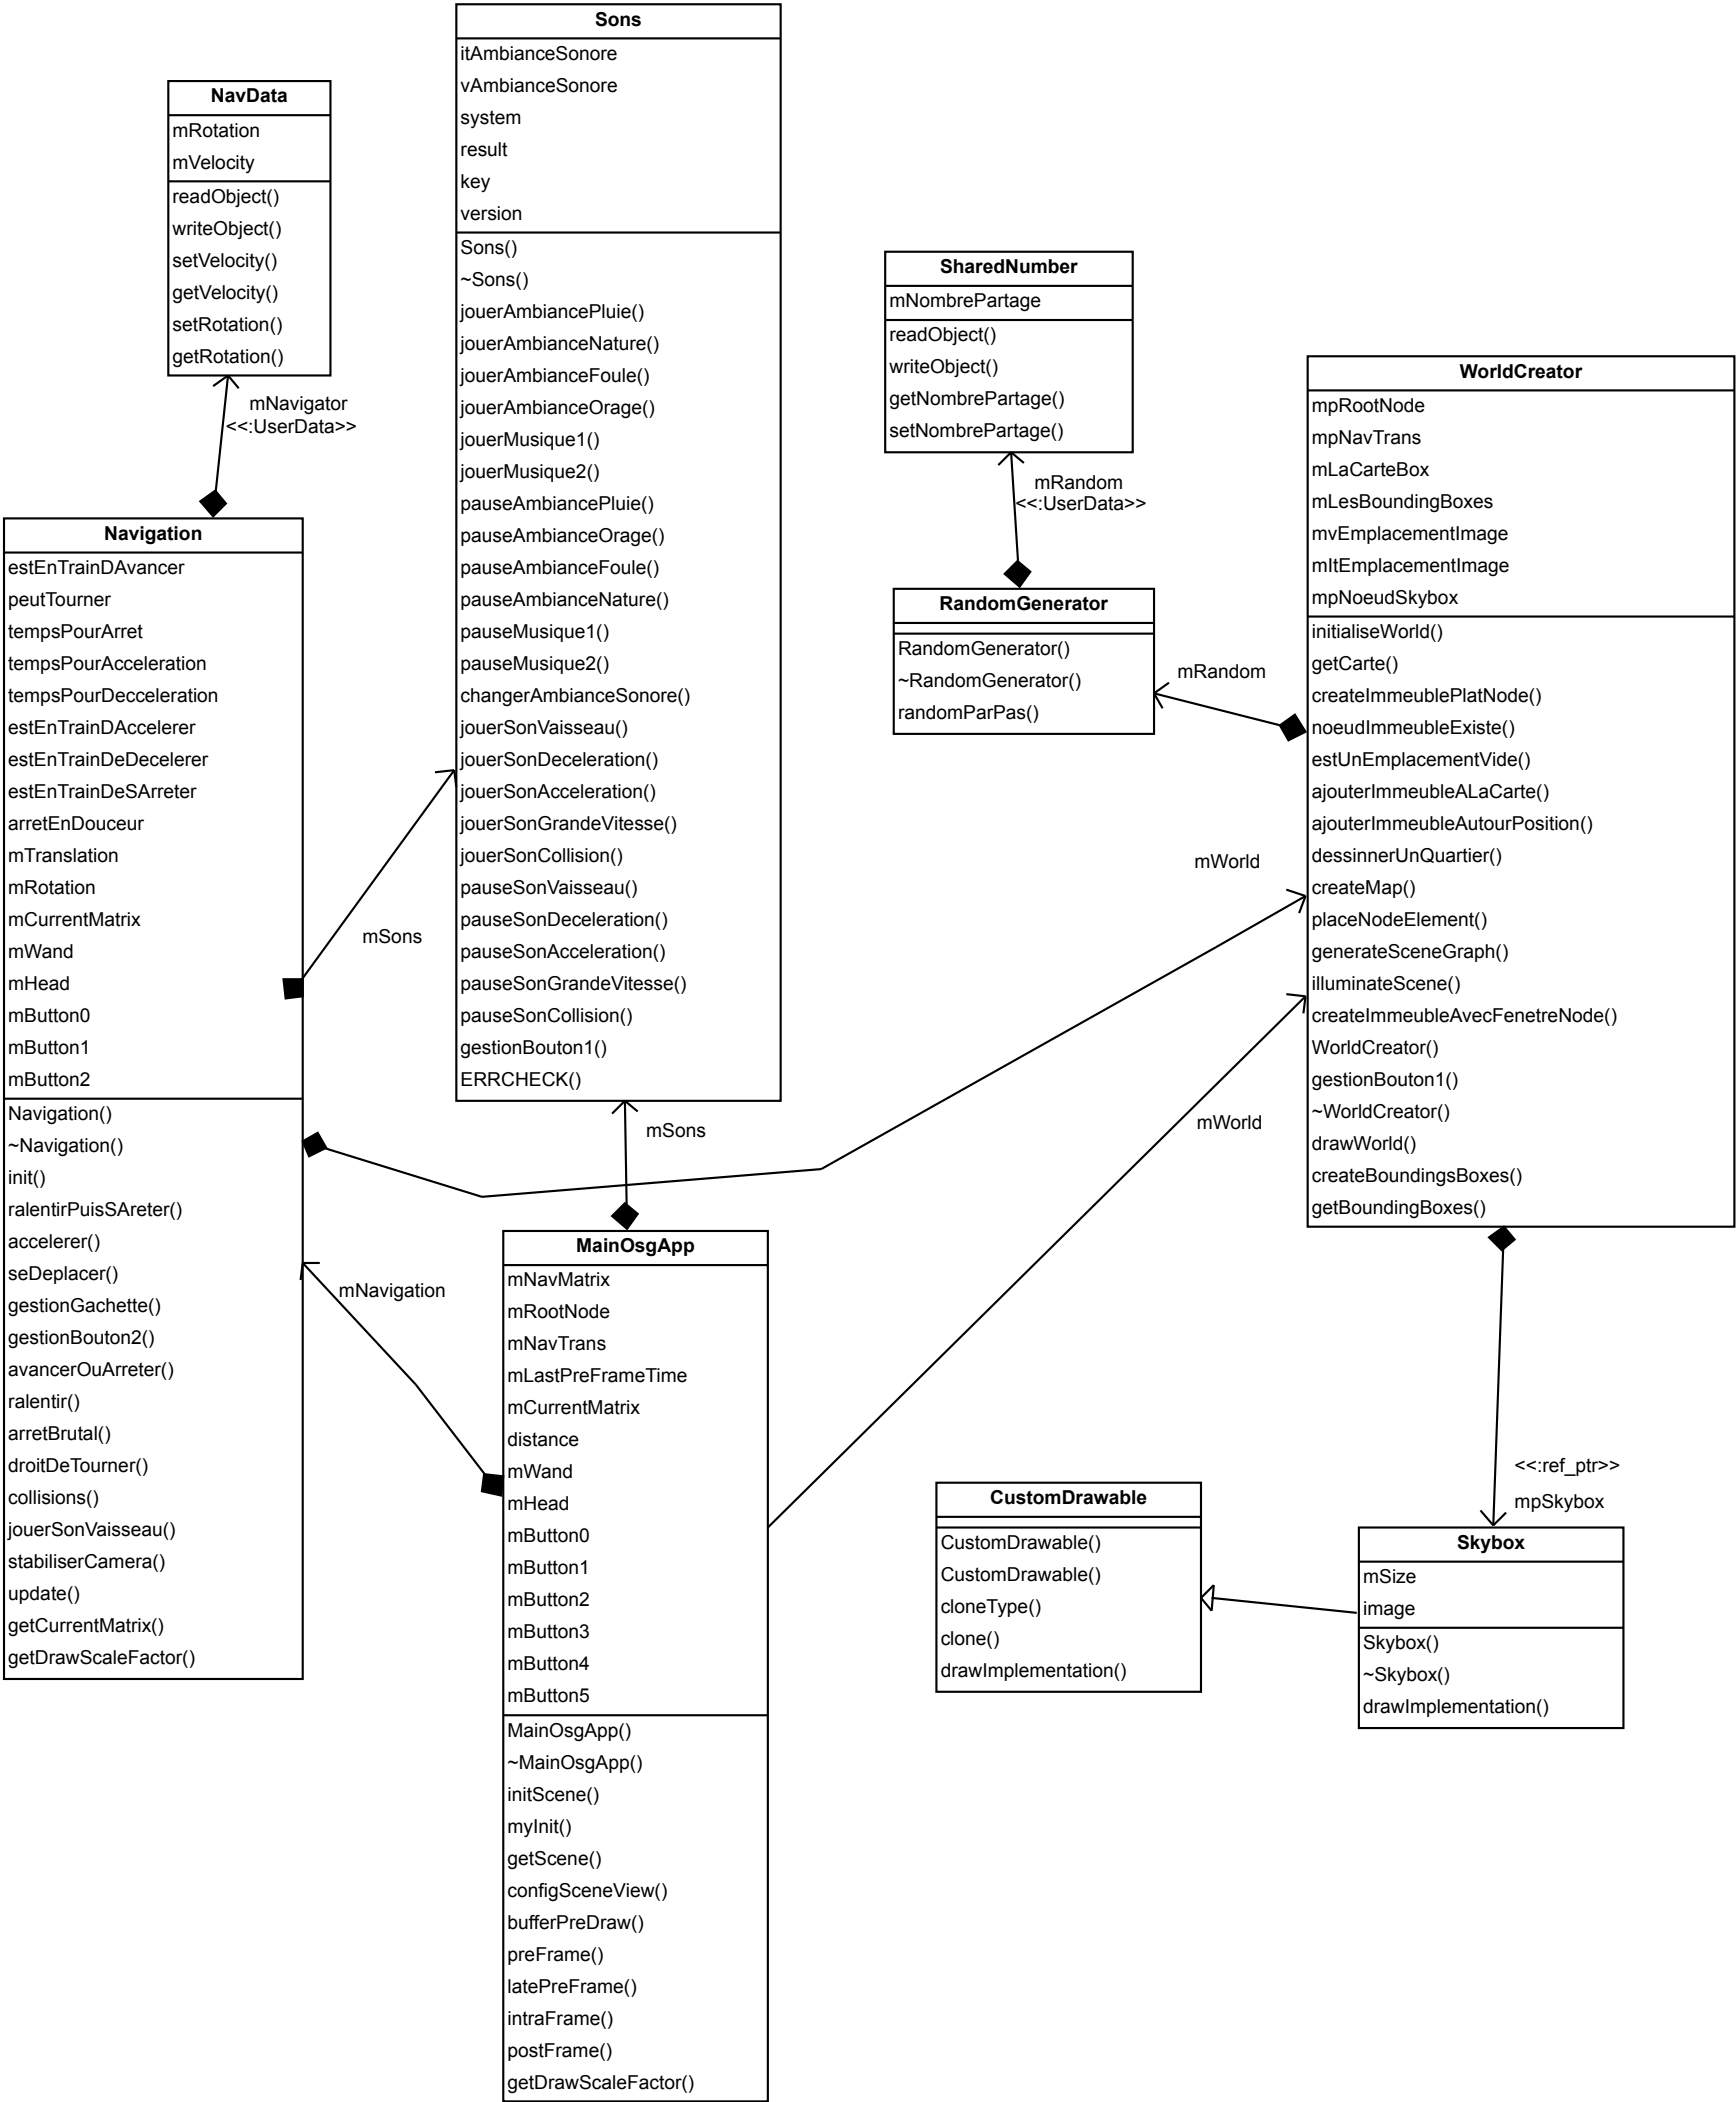 Sons
itAmbianceSonore
vAmbianceSonore
system
result
key
version
Sons()
~Sons()
jouerAmbiancePluie()
jouerAmbianceNature()
jouerAmbianceFoule()
jouerAmbianceOrage()
jouerMusique1()
jouerMusique2()
pauseAmbiancePluie()
pauseAmbianceOrage()
pauseAmbianceFoule()
pauseAmbianceNature()
pauseMusique1()
pauseMusique2()
changerAmbianceSonore()
jouerSonVaisseau()
jouerSonDeceleration()
jouerSonAcceleration()
jouerSonGrandeVitesse()
jouerSonCollision()
pauseSonVaisseau()
pauseSonDeceleration()
pauseSonAcceleration()
pauseSonGrandeVitesse()
pauseSonCollision()
gestionBouton1()
ERRCHECK()
NavData
mRotation
mVelocity
readObject()
writeObject()
setVelocity()
getVelocity()
setRotation()
getRotation()
mNavigator
<<:UserData>>
Navigation
estEnTrainDAvancer
peutTourner
tempsPourArret
tempsPourAcceleration
tempsPourDecceleration
estEnTrainDAccelerer
estEnTrainDeDecelerer
estEnTrainDeSArreter
arretEnDouceur
mTranslation
mRotation
mCurrentMatrix
mWand
mHead
mButton0
mButton1
mButton2
Navigation()
~Navigation()
init()
ralentirPuisSAreter()
accelerer()
seDeplacer()
gestionGachette()
gestionBouton2()
avancerOuArreter()
ralentir()
arretBrutal()
droitDeTourner()
collisions()
jouerSonVaisseau()
stabiliserCamera()
update()
getCurrentMatrix()
getDrawScaleFactor()
mSons
mSons
mNavigation
SharedNumber
mNombrePartage
readObject()
writeObject()
getNombrePartage()
setNombrePartage()
mRandom
<<:UserData>>
RandomGenerator
RandomGenerator()
~RandomGenerator()
randomParPas()
mRandom
WorldCreator
mpRootNode
mpNavTrans
mLaCarteBox
mLesBoundingBoxes
mvEmplacementImage
mItEmplacementImage
mpNoeudSkybox
initialiseWorld()
getCarte()
createImmeublePlatNode()
noeudImmeubleExiste()
estUnEmplacementVide()
ajouterImmeubleALaCarte()
ajouterImmeubleAutourPosition()
dessinnerUnQuartier()
createMap()
placeNodeElement()
generateSceneGraph()
illuminateScene()
createImmeubleAvecFenetreNode()
WorldCreator()
gestionBouton1()
~WorldCreator()
drawWorld()
createBoundingsBoxes()
getBoundingBoxes()
mWorld
mWorld
MainOsgApp
mNavMatrix
mRootNode
mNavTrans
mLastPreFrameTime
mCurrentMatrix
distance
mWand
mHead
mButton0
mButton1
mButton2
mButton3
mButton4
mButton5
MainOsgApp()
~MainOsgApp()
initScene()
myInit()
getScene()
configSceneView()
bufferPreDraw()
preFrame()
latePreFrame()
intraFrame()
postFrame()
getDrawScaleFactor()
<<:ref_ptr>>
mpSkybox
CustomDrawable
CustomDrawable()
CustomDrawable()
cloneType()
clone()
drawImplementation()
Skybox
mSize
image
Skybox()
~Skybox()
drawImplementation()